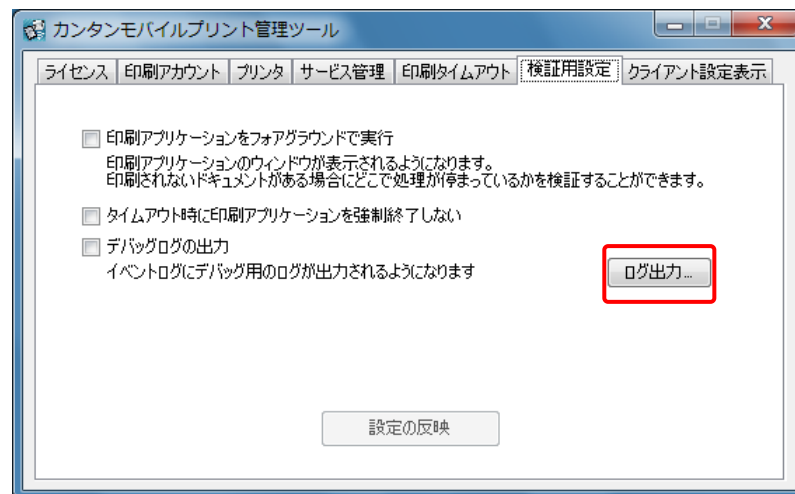 カンタンモバイルプリント管理ツール
ライセンス 印刷アカウント プリンタ サービス管理 印刷タイムアウト 検証用設定 クライアント設定表示
印刷アプリケーションをフォアグラウンドで実行
印刷アプリケーションのウィンドウが表示されるようになります。
印刷されないドキュメントがある場合にどこで処理が停まっているかを検証することができます。
タイムアウト時に印刷アプリケーションを強制終了しない
デバッグログの出力
イベントログにデバッグ用のログが出力されるようになります
ログ出力...
設定の反映